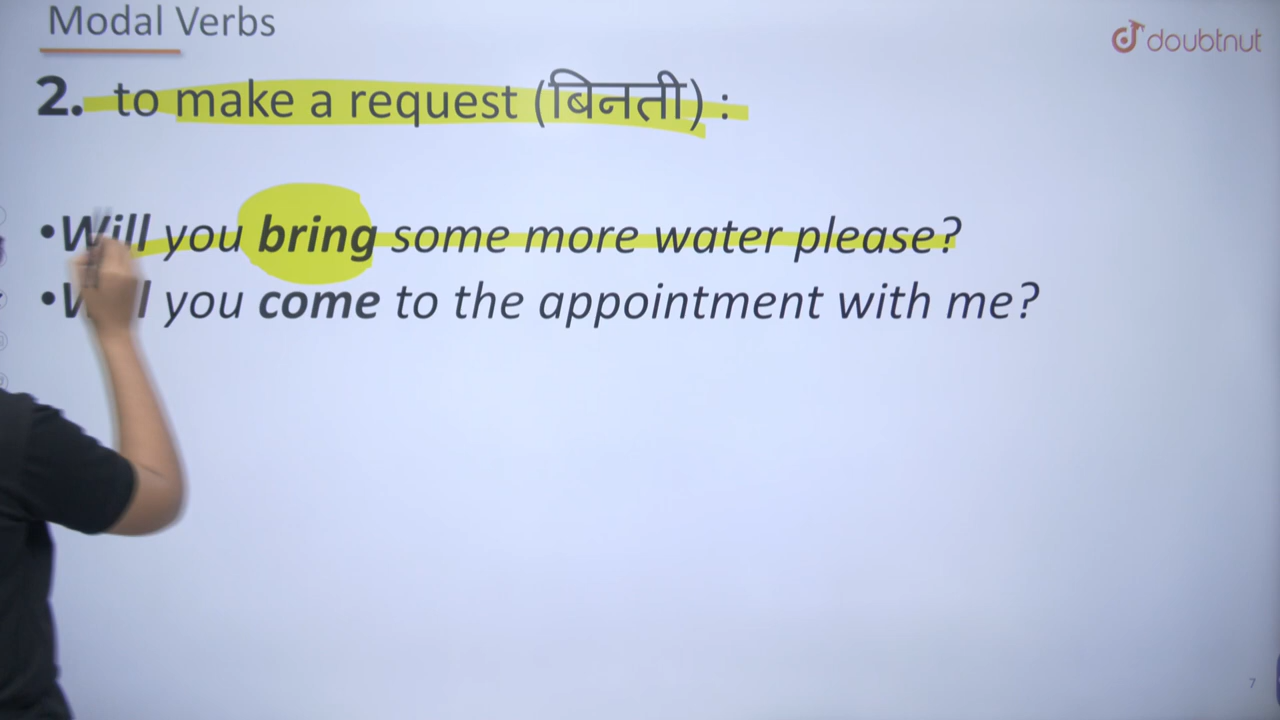 Modal Verbs
doubtnut
2. to make a request (बिनती) :
•Will you bring some more water please?
•Will you come to the appointment with me?
7